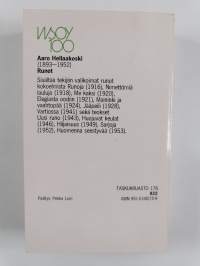 WSOY
100
Aaro Hellaakoski
(1893–1952)
Runot
Sisältää tekijän valikoimat runot
kokoelmista Runoja (1916), Nimettömiä
lauluja (1918), Me kaksi (1920),
Elegiasta oodiin (1921), Maininki ja
vaahtopää (1924), Jääpeili (1928),
Vartiossa (1941) sekä teokset
Uusi runo (1943), Huojuvat keulat
(1946), Hiljaisuus (1949), Sarjoja
(1952), Huomenna seestyvää (1953).
TASKUKIRJASTO 176
Päällys: Pekka Loiri